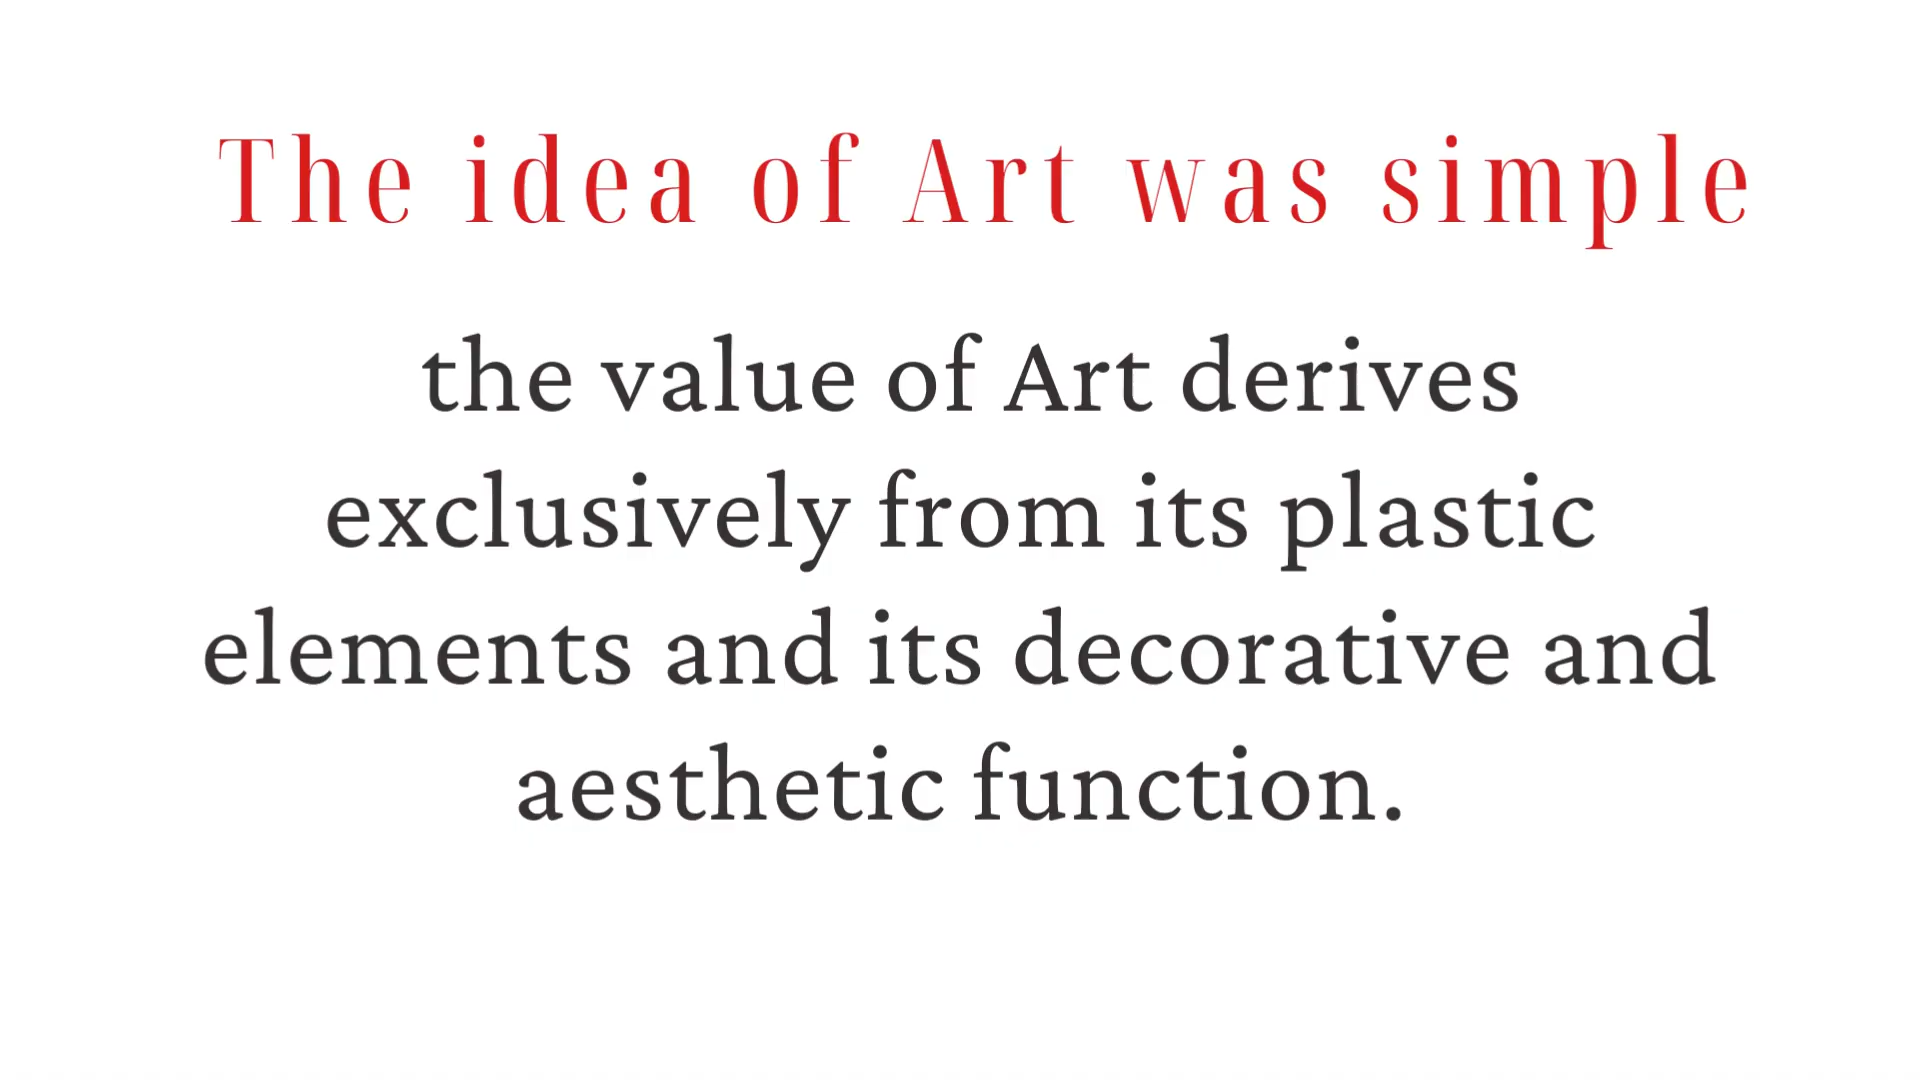 The idea of Art was simple
the value of Art derives
exclusively from its plastic
elements and its decorative and
aesthetic function.